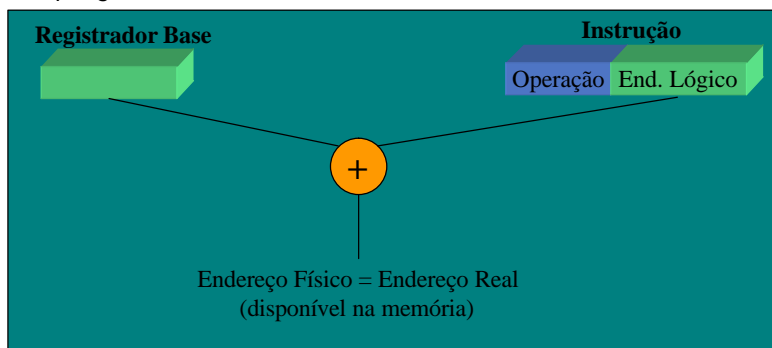 Registrador Base
Instrução
Operação
End. Lógico
+
Endereço Físico = Endereço Real
(disponível na memória)